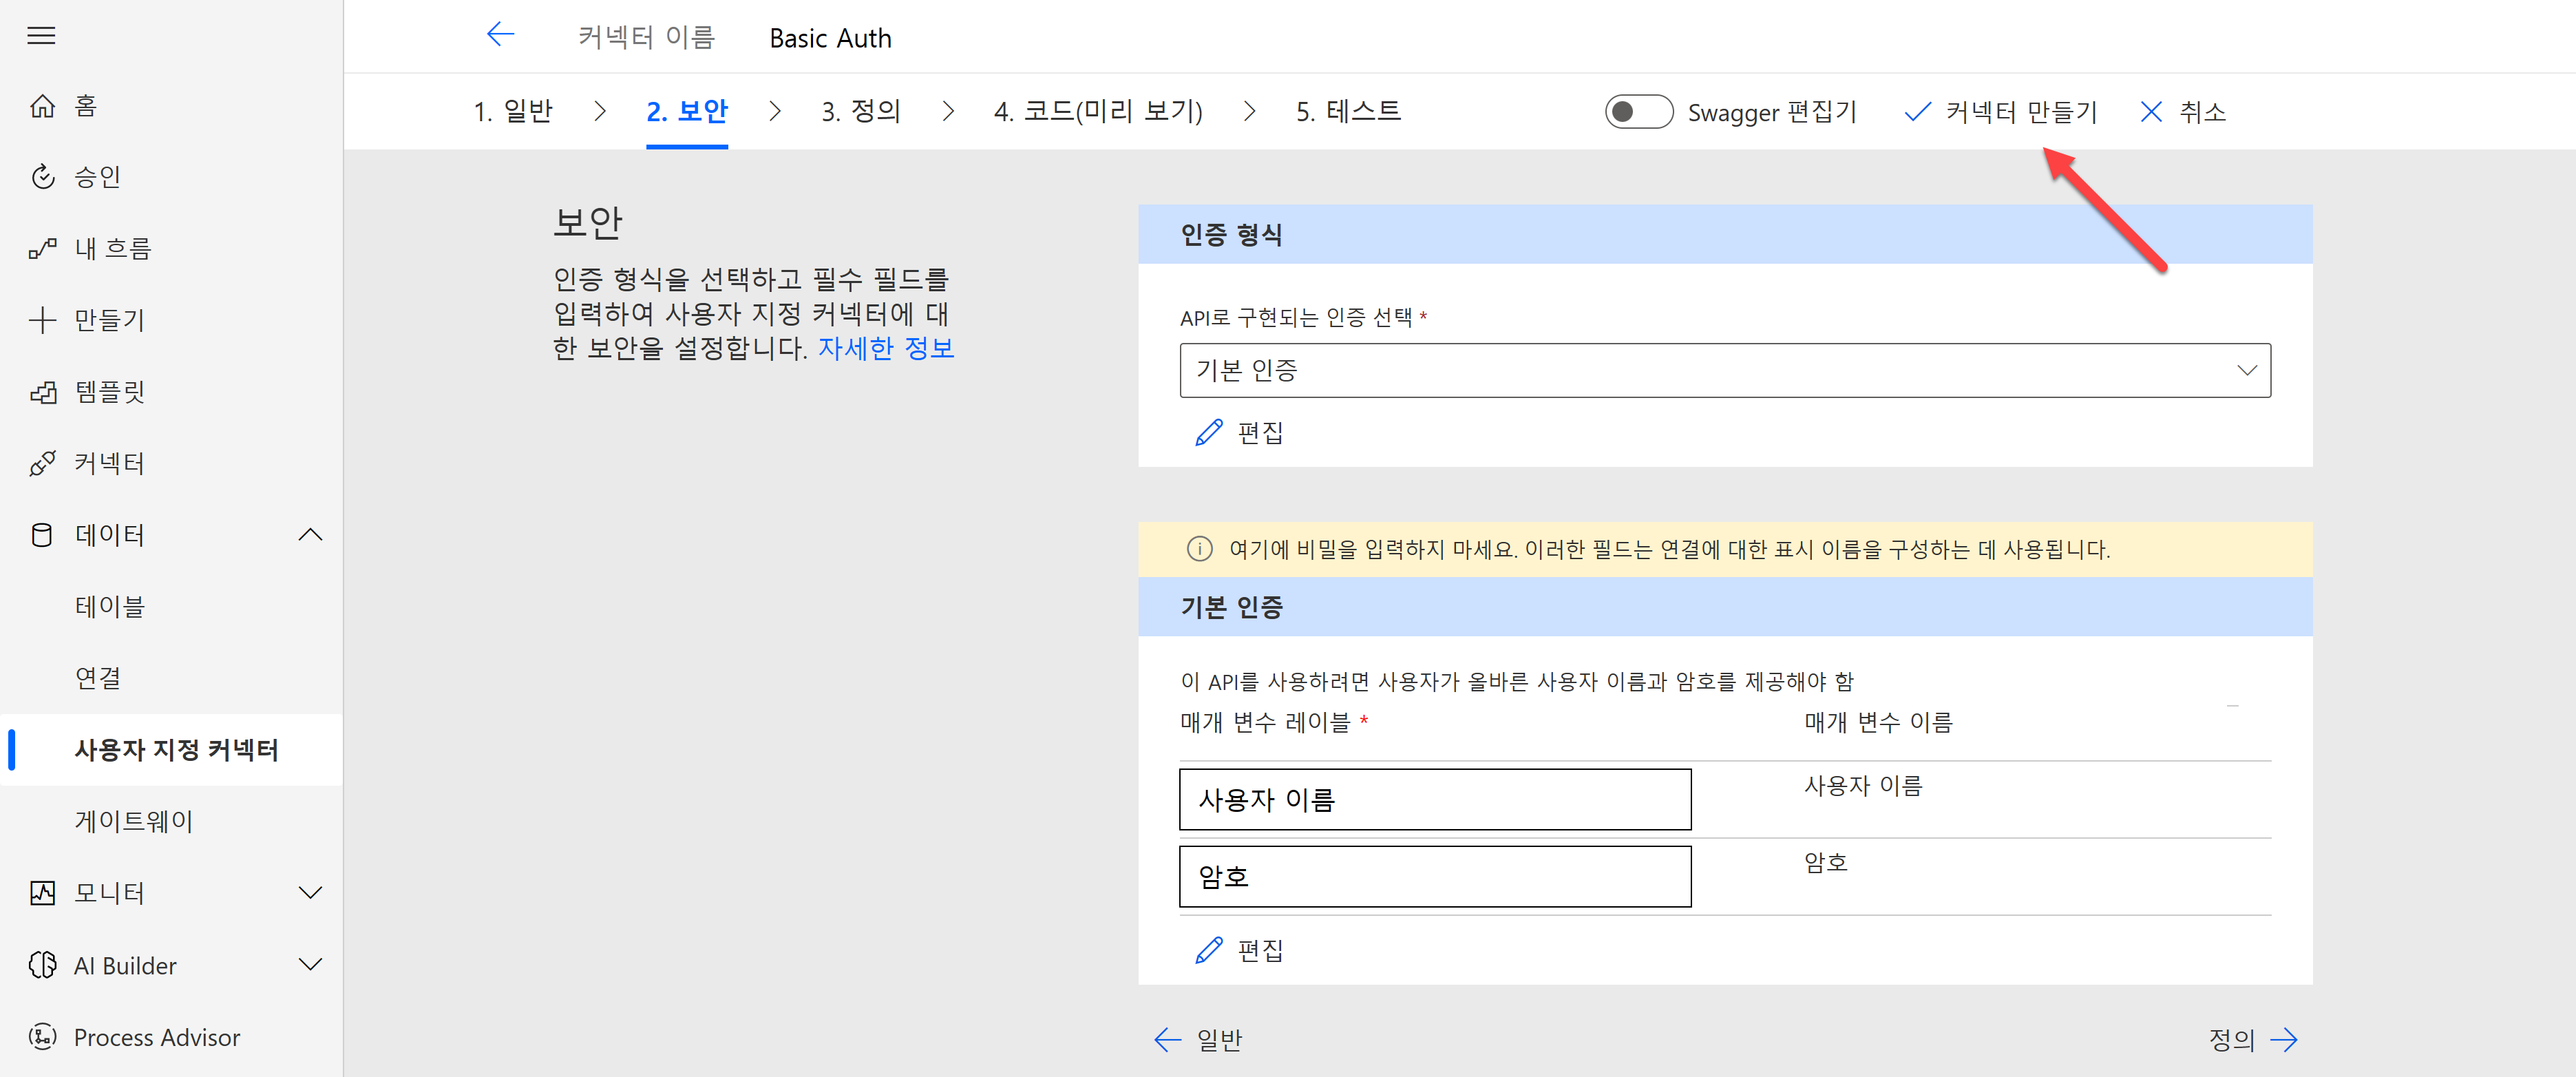 커넥터 이름 Basic Auth
1. 일반 2. 보안 3. 정의 4. 코드(미리 보기) 5. 테스트 Swagger 편집기 커넥터 만들기 취소
홈
승인
내 흐름
만들기
템플릿
커넥터
데이터
테이블
연결
사용자 지정 커넥터
게이트웨이
모니터
AI Builder
Process Advisor
보안
인증 형식을 선택하고 필수 필드를
입력하여 사용자 지정 커넥터에 대
한 보안을 설정합니다. 자세한 정보
인증 형식
API로 구현되는 인증 선택 *
기본 인증
편집
여기에 비밀을 입력하지 마세요. 이러한 필드는 연결에 대한 표시 이름을 구성하는 데 사용됩니다.
기본 인증
이 API를 사용하려면 사용자가 올바른 사용자 이름과 암호를 제공해야 함
매개 변수 레이블 * 매개 변수 이름
사용자 이름 사용자 이름
암호 암호
편집
일반 정의